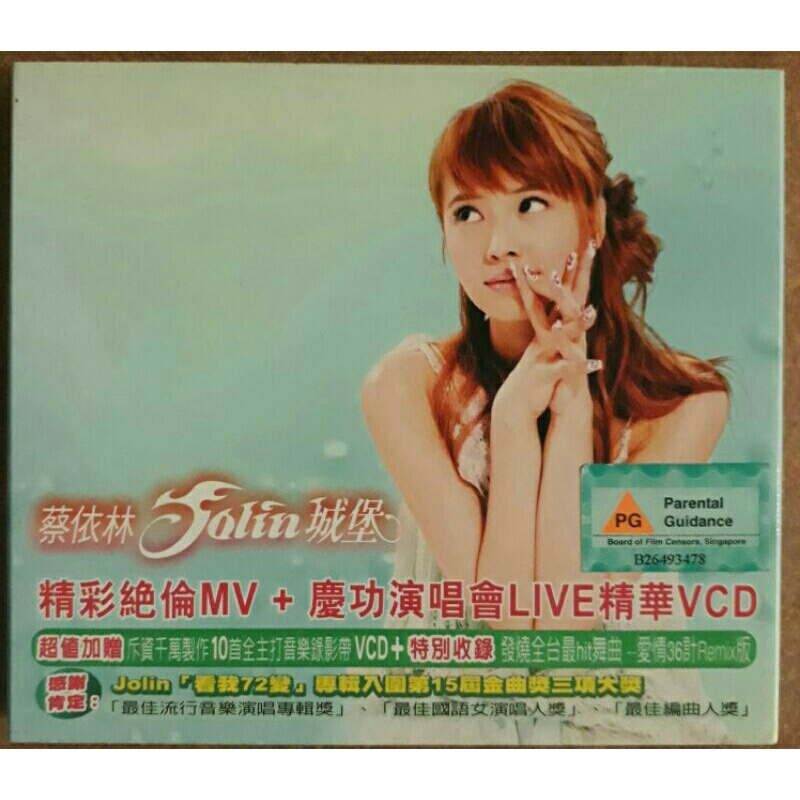 蔡依林 Jolin 城堡
PG Parental Guidance
Board of Film Censors, Singapore
B26493478
精彩絕倫MV + 慶功演唱會LIVE精華VCD
超值加贈 斥資千萬製作10首全主打音樂錄影帶VCD+ 特別收錄 發燒全台最hit舞曲 – 愛情36計Remix版
感謝肯定: Jolin「看我72變」專輯入圍第15屆金曲獎三項大獎
「最佳流行音樂演唱專輯獎」、「最佳國語女演唱人獎」、「最佳編曲人獎」